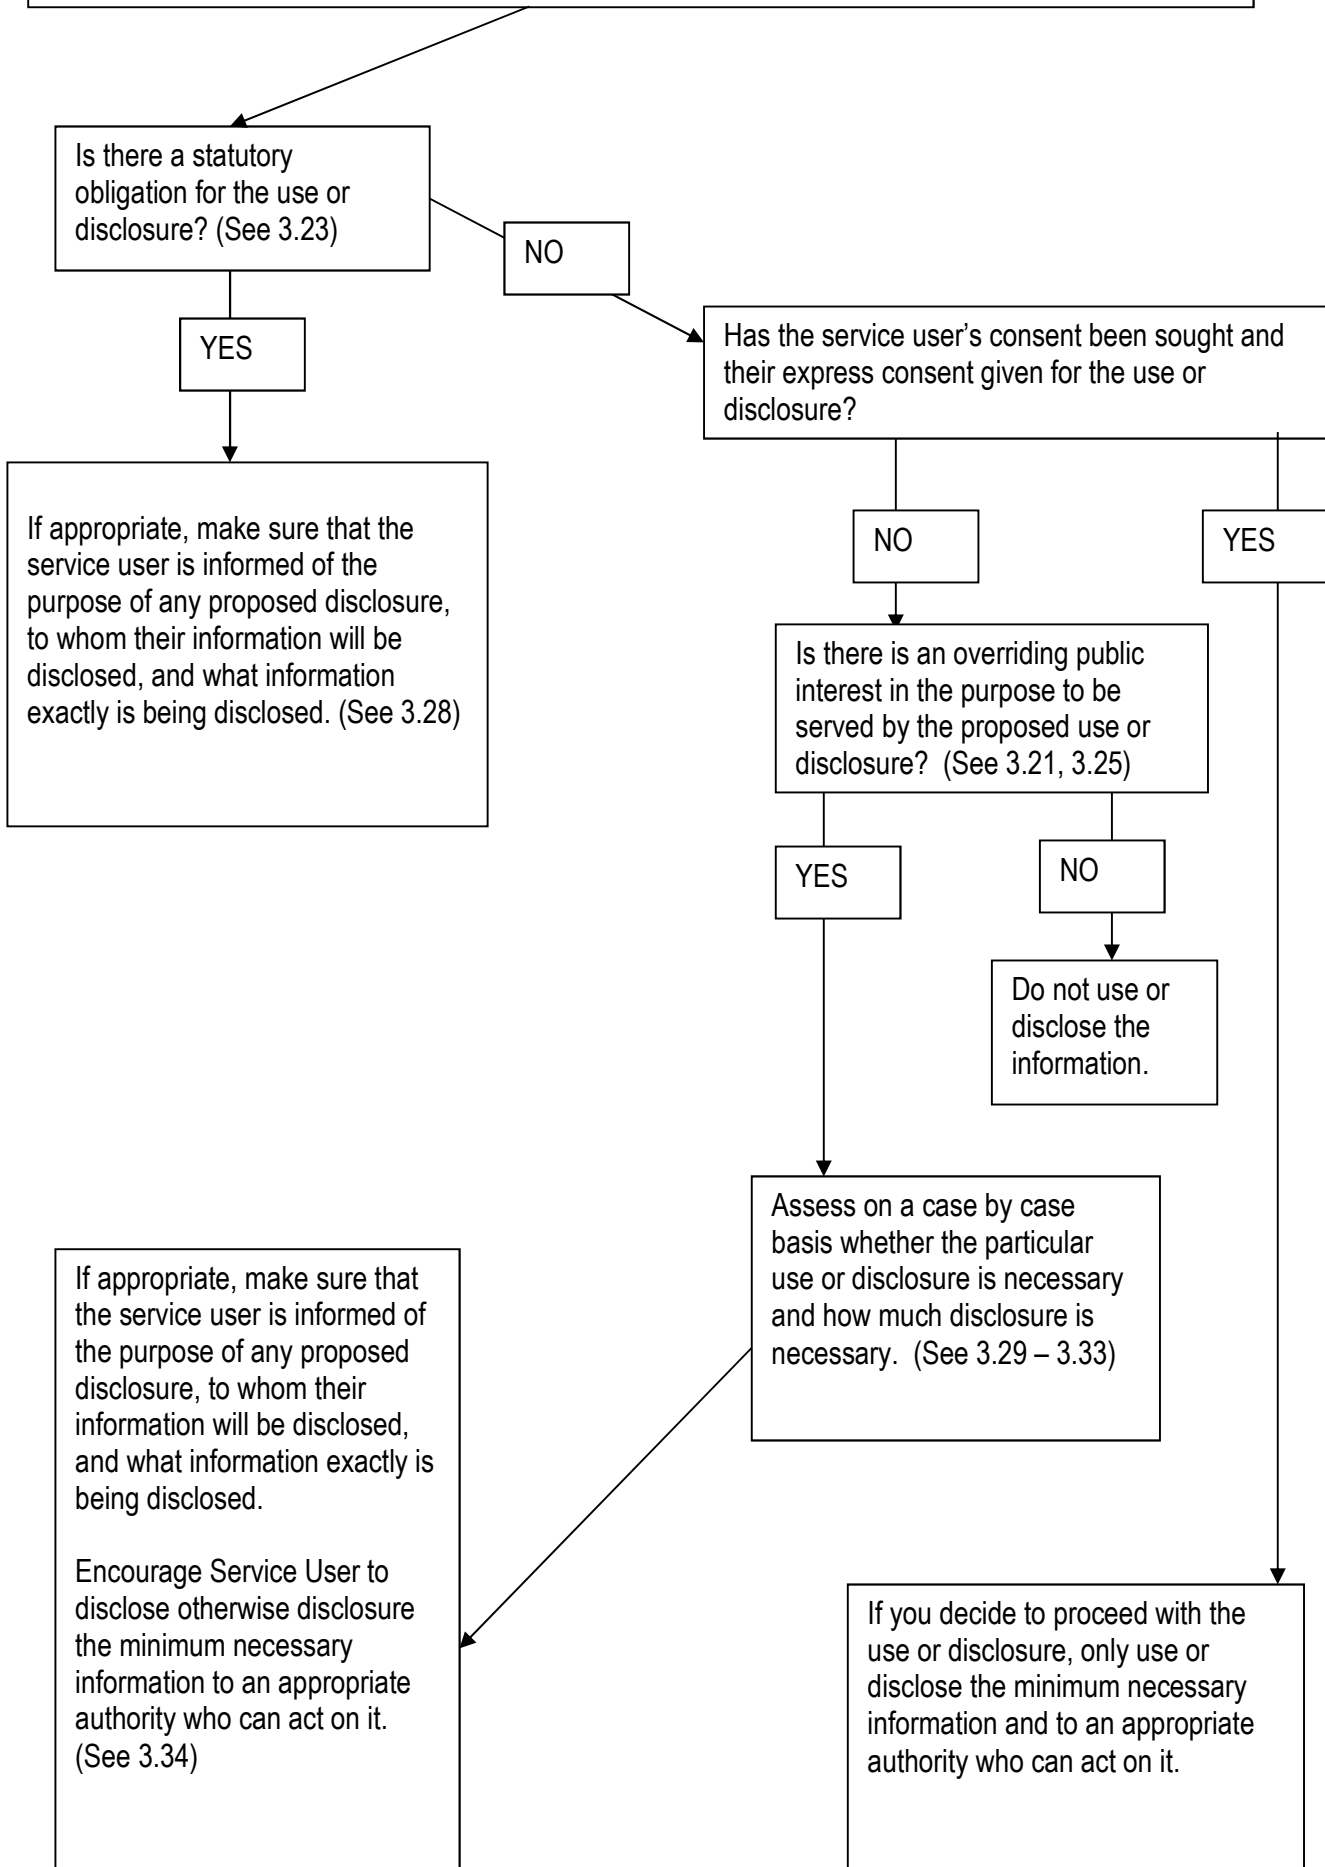 Is there a statutory
obligation for the use or
disclosure? (See 3.23)
NO
YES
Has the service user’s consent been sought and
their express consent given for the use or
disclosure?
If appropriate, make sure that the
service user is informed of the
purpose of any proposed disclosure,
to whom their information will be
disclosed, and what information
exactly is being disclosed. (See 3.28)
NO
YES
Is there is an overriding public
interest in the purpose to be
served by the proposed use or
disclosure?  (See 3.21, 3.25)
YES
NO
Do not use or
disclose the
information.
Assess on a case by case
basis whether the particular
use or disclosure is necessary
and how much disclosure is
necessary.  (See 3.29 – 3.33)
If appropriate, make sure that
the service user is informed of
the purpose of any proposed
disclosure, to whom their
information will be disclosed,
and what information exactly is
being disclosed.
Encourage Service User to
disclose otherwise disclosure
the minimum necessary
information to an appropriate
authority who can act on it.
(See 3.34)
If you decide to proceed with the
use or disclosure, only use or
disclose the minimum necessary
information and to an appropriate
authority who can act on it.